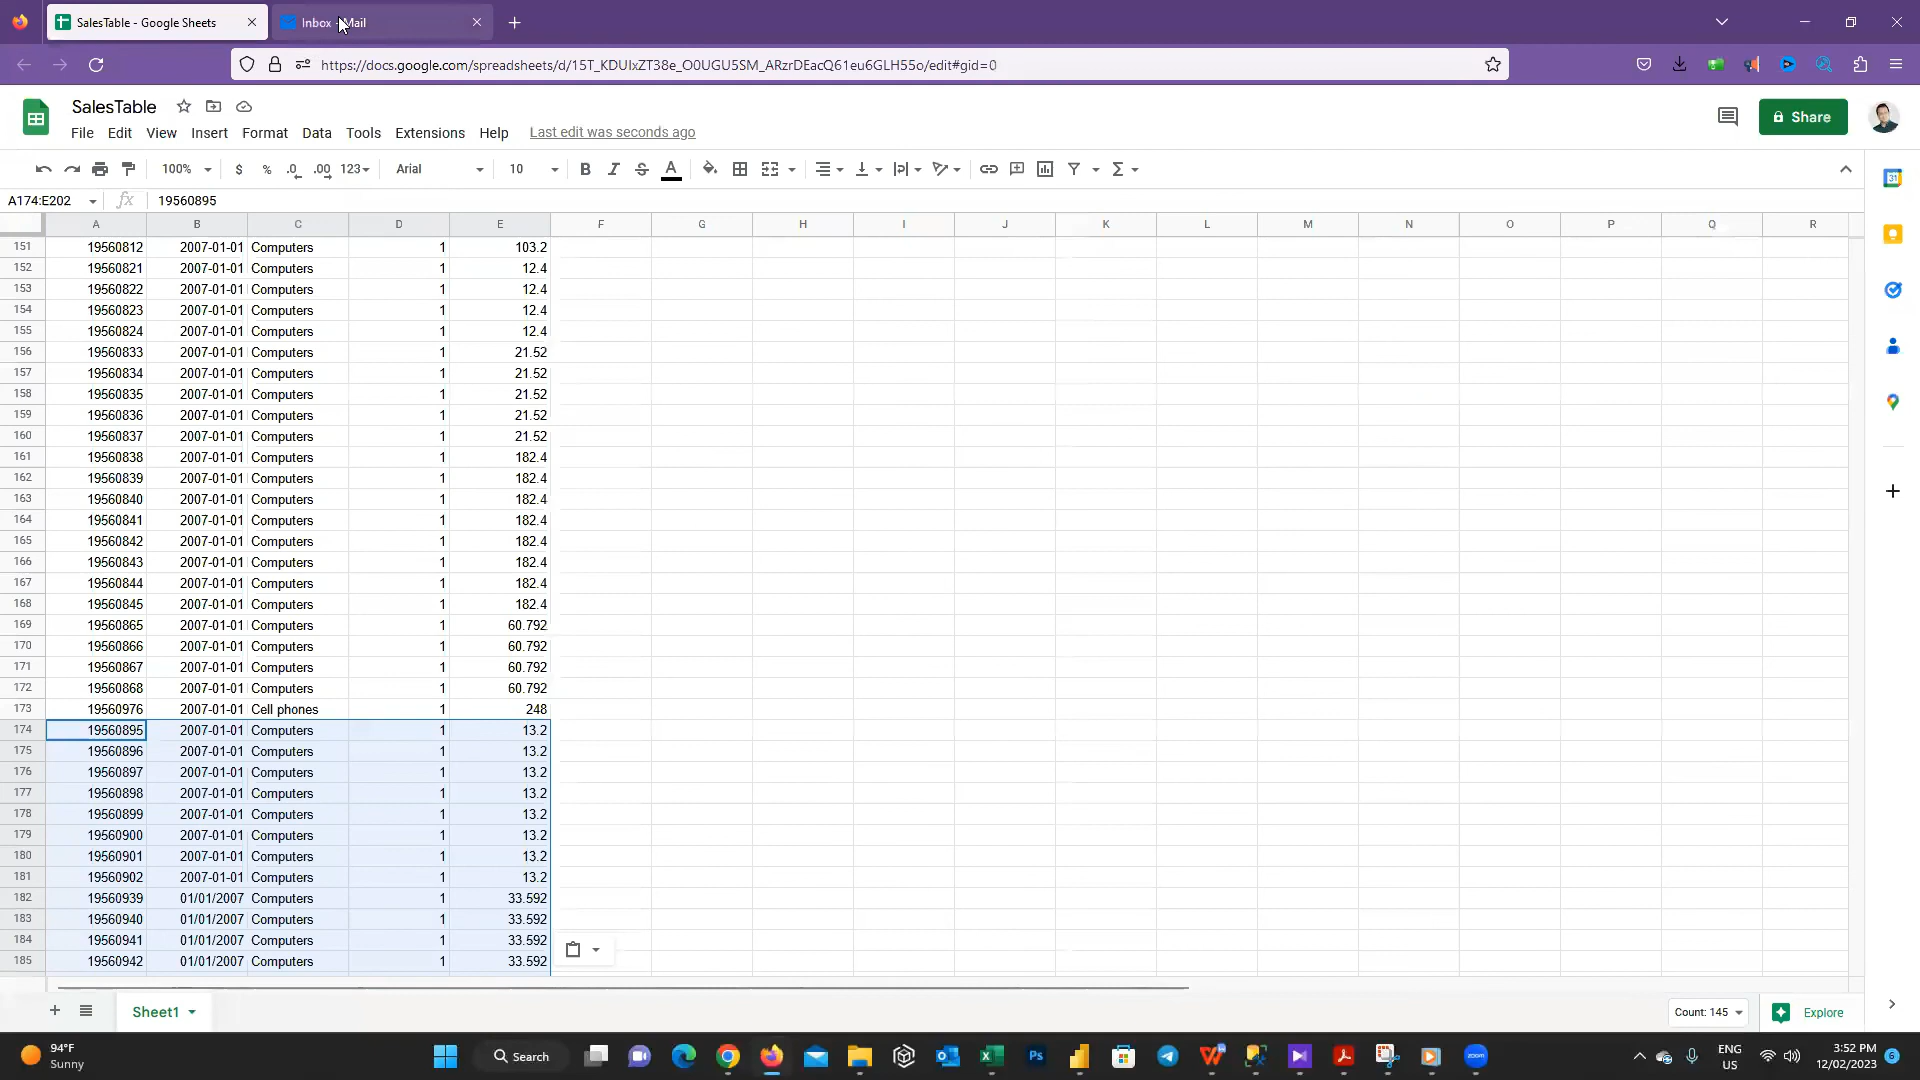 SalesTable - Google Sheets
Inbox - Mail
https://docs.google.com/spreadsheets/d/15T_KDUIxZT38e_O0UGU5SM_ARzrDEacQ61eu6GLH55o/edit#gid=0
SalesTable
File Edit View Insert Format Data Tools Extensions Help Last edit was seconds ago
Share
100% $ % .0 .00 123 Arial 10 B I S A
A174:E202 fx 19560895
A B C D E F G H I J K L M N O P Q R
151 19560812 2007-01-01 Computers 1 103.2
152 19560821 2007-01-01 Computers 1 12.4
153 19560822 2007-01-01 Computers 1 12.4
154 19560823 2007-01-01 Computers 1 12.4
155 19560824 2007-01-01 Computers 1 12.4
156 19560833 2007-01-01 Computers 1 21.52
157 19560834 2007-01-01 Computers 1 21.52
158 19560835 2007-01-01 Computers 1 21.52
159 19560836 2007-01-01 Computers 1 21.52
160 19560837 2007-01-01 Computers 1 21.52
161 19560838 2007-01-01 Computers 1 182.4
162 19560839 2007-01-01 Computers 1 182.4
163 19560840 2007-01-01 Computers 1 182.4
164 19560841 2007-01-01 Computers 1 182.4
165 19560842 2007-01-01 Computers 1 182.4
166 19560843 2007-01-01 Computers 1 182.4
167 19560844 2007-01-01 Computers 1 182.4
168 19560845 2007-01-01 Computers 1 182.4
169 19560865 2007-01-01 Computers 1 60.792
170 19560866 2007-01-01 Computers 1 60.792
171 19560867 2007-01-01 Computers 1 60.792
172 19560868 2007-01-01 Computers 1 60.792
173 19560976 2007-01-01 Cell phones 1 248
174 19560895 2007-01-01 Computers 1 13.2
175 19560896 2007-01-01 Computers 1 13.2
176 19560897 2007-01-01 Computers 1 13.2
177 19560898 2007-01-01 Computers 1 13.2
178 19560899 2007-01-01 Computers 1 13.2
179 19560900 2007-01-01 Computers 1 13.2
180 19560901 2007-01-01 Computers 1 13.2
181 19560902 2007-01-01 Computers 1 13.2
182 19560939 01/01/2007 Computers 1 33.592
183 19560940 01/01/2007 Computers 1 33.592
184 19560941 01/01/2007 Computers 1 33.592
185 19560942 01/01/2007 Computers 1 33.592
Sheet1
Count: 145
Explore
94°F
Sunny
Search
ENG
US
3:52 PM
12/02/2023
6